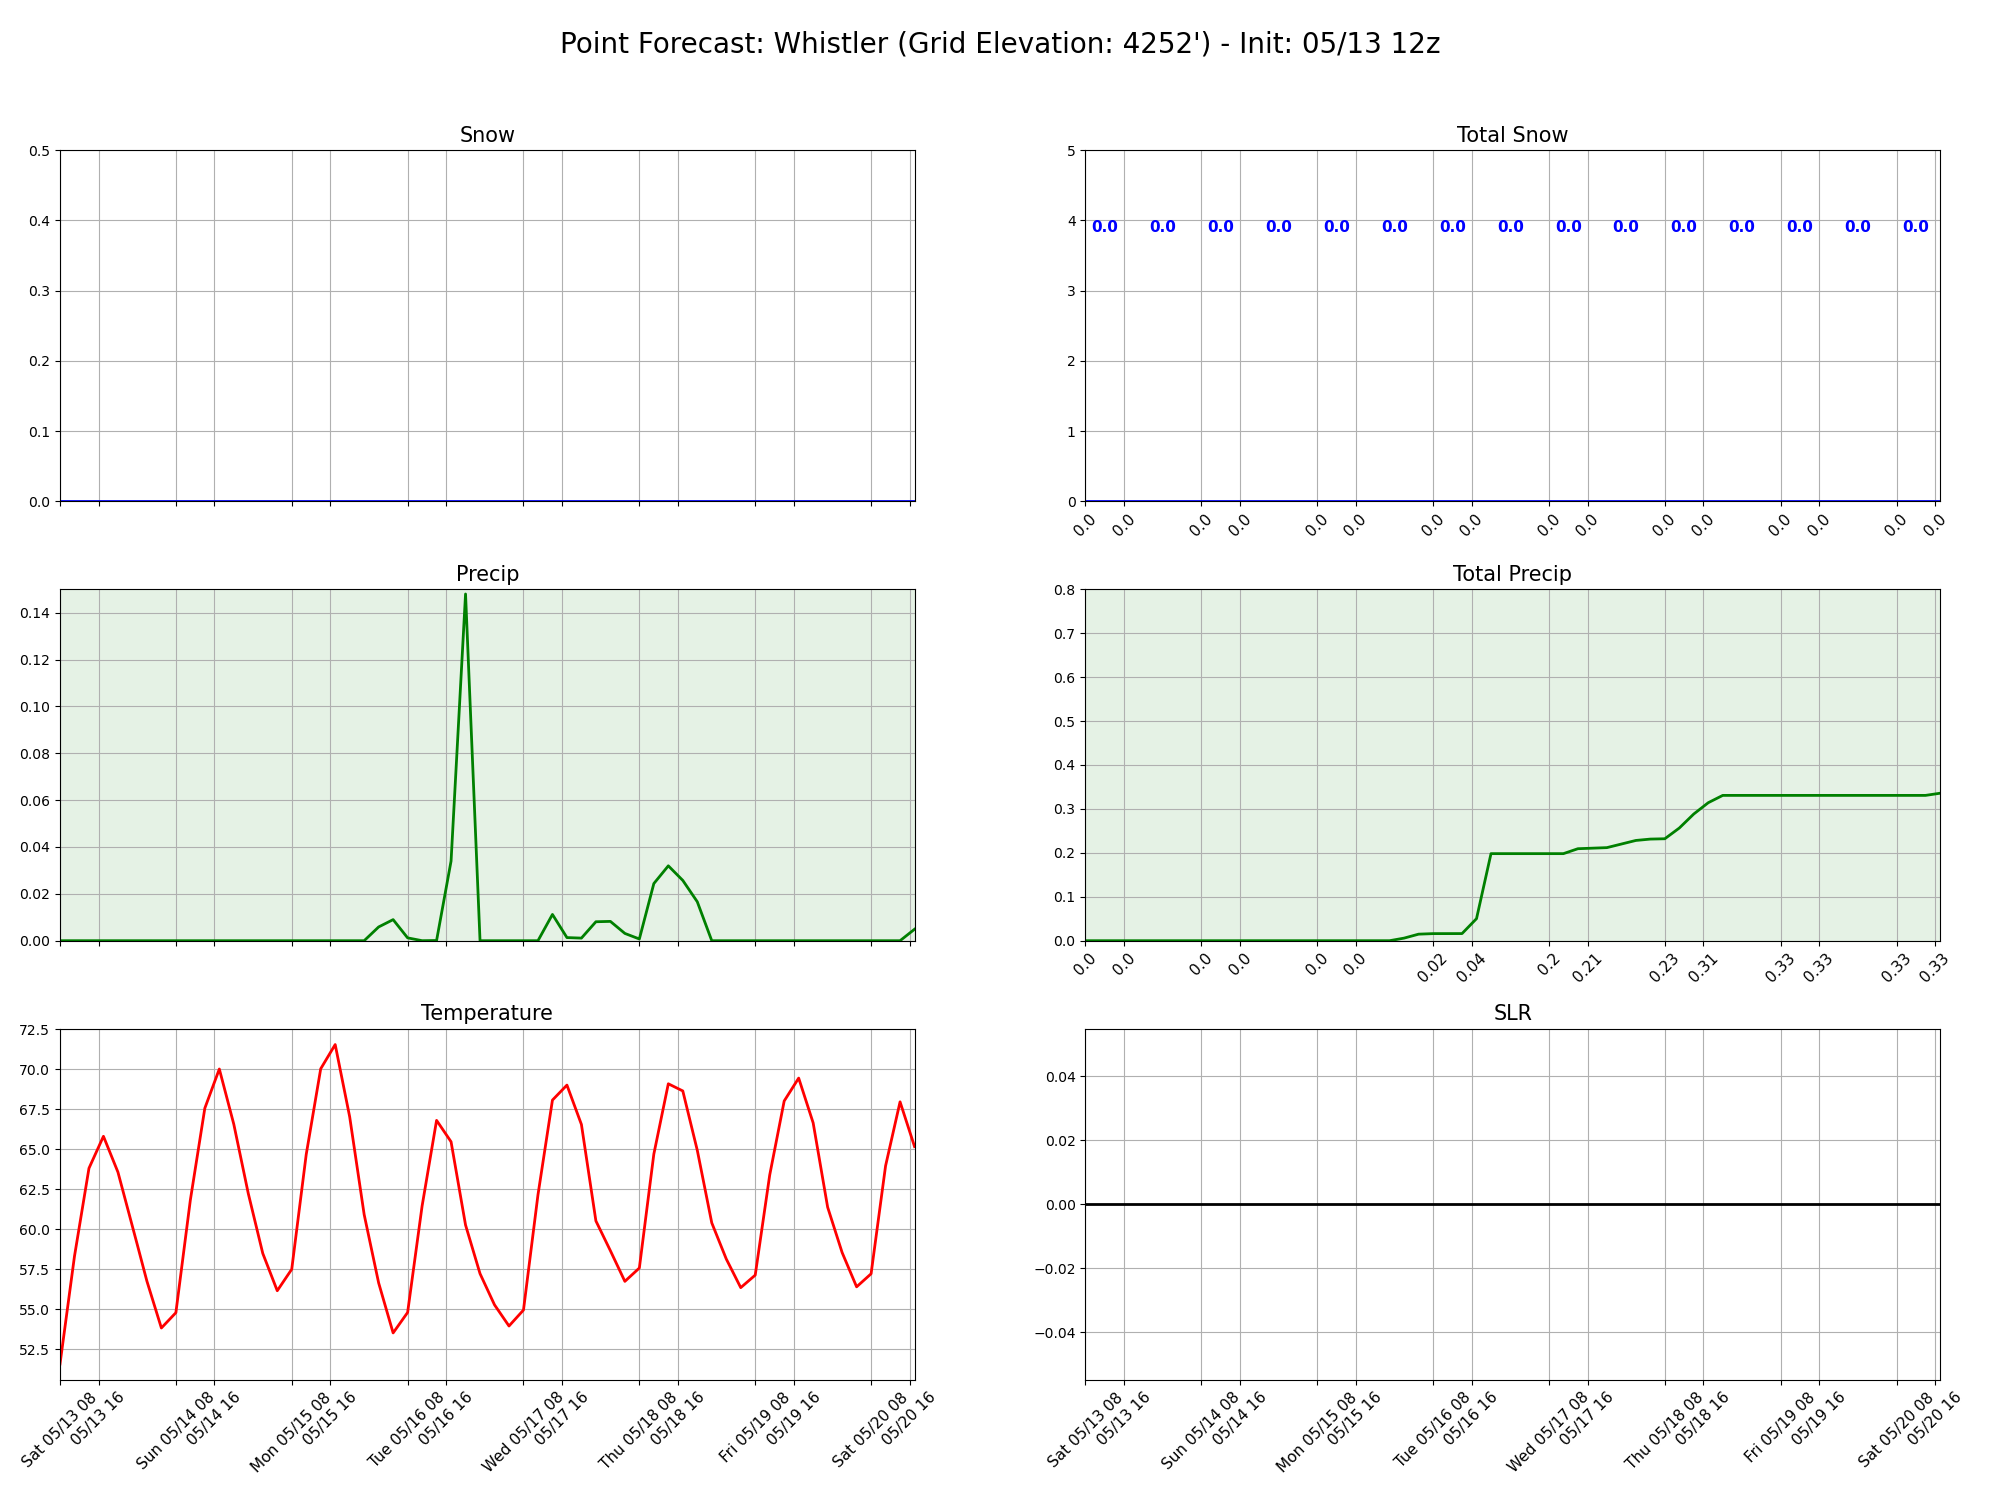 Point Forecast: Whistler (Grid Elevation: 4252') - Init: 05/13 12z
Snow
0.5
0.4
0.3
0.2
0.1
0.0
Total Snow
5
4
3
2
1
0
0.0 0.0 0.0 0.0 0.0 0.0 0.0 0.0 0.0 0.0 0.0 0.0 0.0 0.0 0.0
0.0 0.0 0.0 0.0 0.0 0.0 0.0 0.0 0.0 0.0 0.0 0.0 0.0 0.0 0.0 0.0
Precip
0.14
0.12
0.10
0.08
0.06
0.04
0.02
0.00
Total Precip
0.8
0.7
0.6
0.5
0.4
0.3
0.2
0.1
0.0
0.0 0.0 0.0 0.0 0.0 0.0 0.02 0.04 0.2 0.21 0.23 0.31 0.33 0.33 0.33 0.33
Temperature
72.5
70.0
67.5
65.0
62.5
60.0
57.5
55.0
52.5
Sat 05/13 08
05/13 16
Sun 05/14 08
05/14 16
Mon 05/15 08
05/15 16
Tue 05/16 08
05/16 16
Wed 05/17 08
05/17 16
Thu 05/18 08
05/18 16
Fri 05/19 08
05/19 16
Sat 05/20 08
05/20 16
SLR
0.04
0.02
0.00
−0.02
−0.04
Sat 05/13 08
05/13 16
Sun 05/14 08
05/14 16
Mon 05/15 08
05/15 16
Tue 05/16 08
05/16 16
Wed 05/17 08
05/17 16
Thu 05/18 08
05/18 16
Fri 05/19 08
05/19 16
Sat 05/20 08
05/20 16